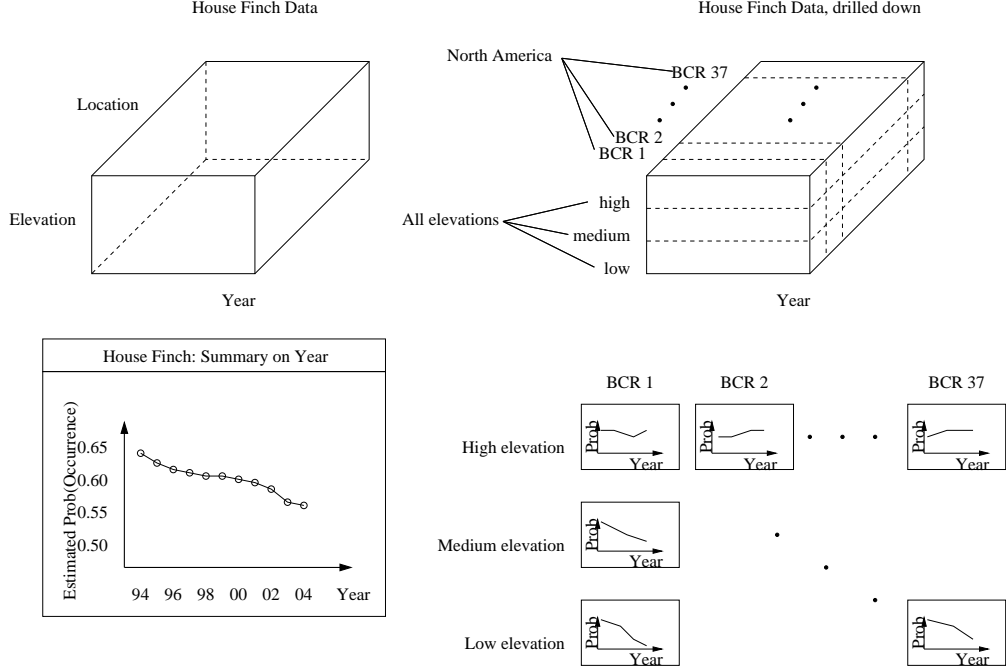 House Finch Data
Location
Elevation
Year
House Finch Data, drilled down
North America
BCR 37
BCR 2
BCR 1
All elevations
high
medium
low
Year
House Finch: Summary on Year
Estimated Prob(Occurrence)
0.65
0.60
0.55
0.50
94 96 98 00 02 04 Year
BCR 1 BCR 2 BCR 37
High elevation
Prob Year
Prob Year
Prob Year
Medium elevation
Prob Year
Low elevation
Prob Year
Prob Year